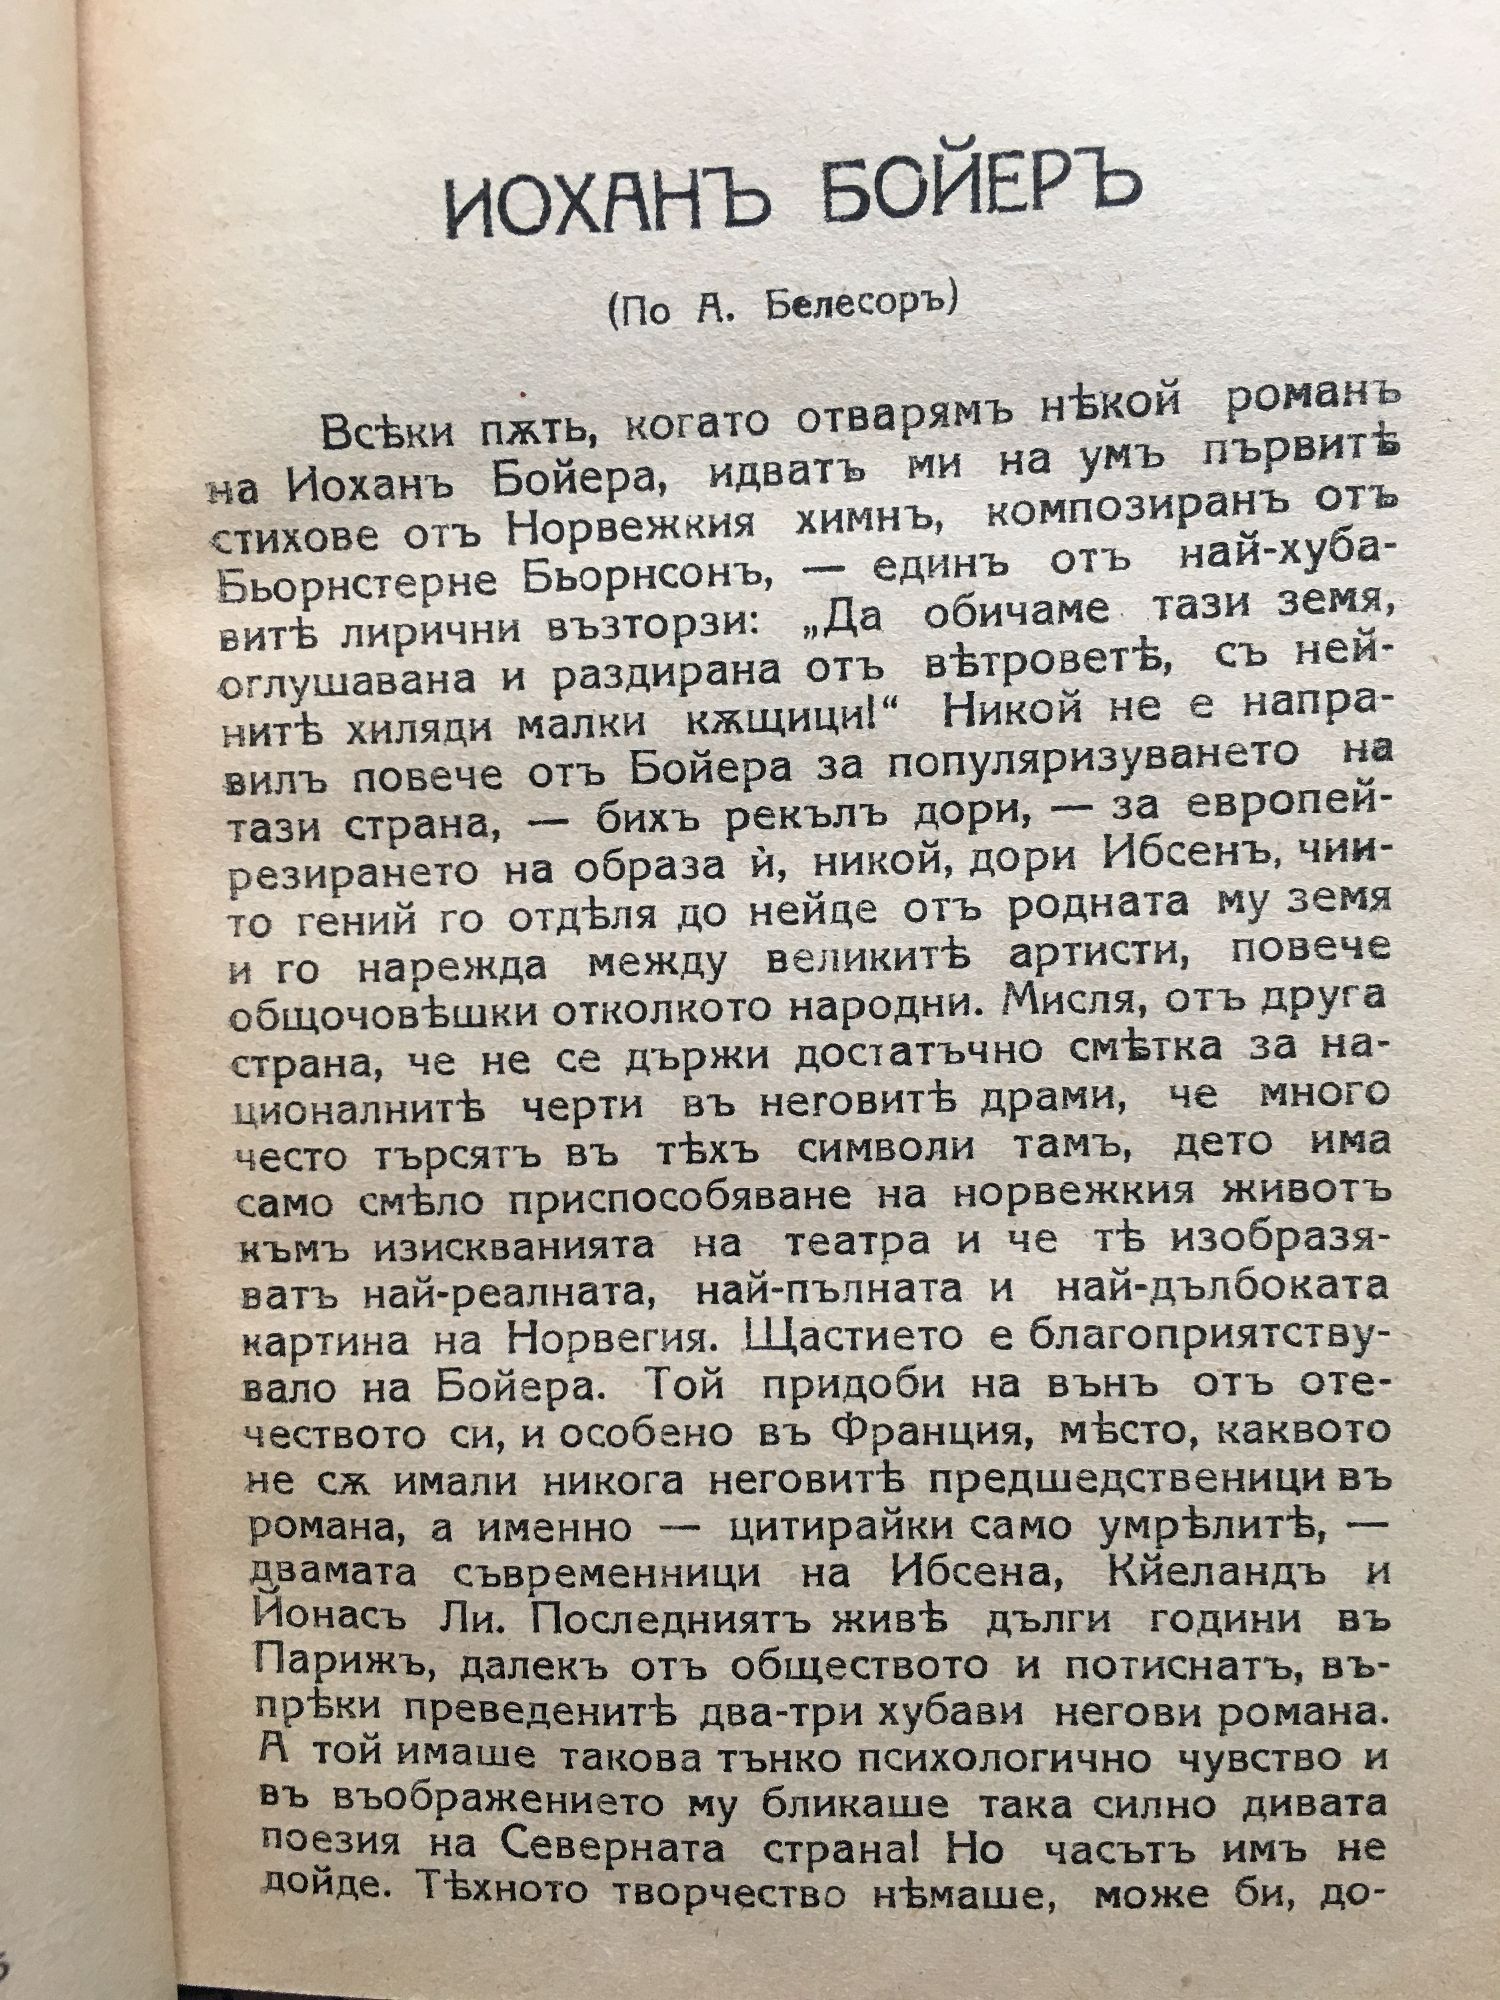 ИОХАНЪ БОЙЕРЪ
(По А. Белесоръ)
Всѣки пѫть, когато отварямъ нѣкой романъ
на Иоханъ Бойера, идватъ ми на умъ първитѣ
стихове отъ Норвежкия химнъ, композиранъ отъ
Бьорнстерне Бьорнсонъ, — единъ отъ най-хуба-
витѣ лирични възторзи: „Да обичаме тази земя,
оглушавана и раздирана отъ вѣтроветѣ, съ ней-
нитѣ хиляди малки кѫщици!“ Никой не е напра-
вилъ повече отъ Бойера за популяризуването на
тази страна, — бихъ рекълъ дори, — за европей-
резирането на образа ѝ, никой, дори Ибсенъ, чии-
то гений го отдѣля до нейде отъ родната му земя
и го нарежда между великитѣ артисти, повече
общочовѣшки отколкото народни. Мисля, отъ друга
страна, че не се държи достатъчно смѣтка за на-
ционалнитѣ черти въ неговитѣ драми, че много
често търсятъ въ тѣхъ символи тамъ, дето има
само смѣло приспособяване на норвежкия животъ
къмъ изискванията на театра и че тѣ изобразя-
ватъ най-реалната, най-пълната и най-дълбоката
картина на Норвегия. Щастието е благоприятству-
вало на Бойера. Той придоби на вънъ отъ оте-
чеството си, и особено въ Франция, мѣсто, каквото
не сѫ имали никога неговитѣ предшедственици въ
романа, а именно — цитирайки само умрѣлитѣ, —
двамата съвременници на Ибсена, Кйеландъ и
Йонасъ Ли. Последниятъ живѣ дълги години въ
Парижъ, далекъ отъ обществото и потиснатъ, въ-
прѣки преведенитѣ два-три хубави негови романа.
А той имаше такова тънко психологично чувство и
въ въображението му бликаше така силно дивата
поезия на Северната страна! Но часътъ имъ не
дойде. Тѣхното творчество нѣмаше, може би, до-